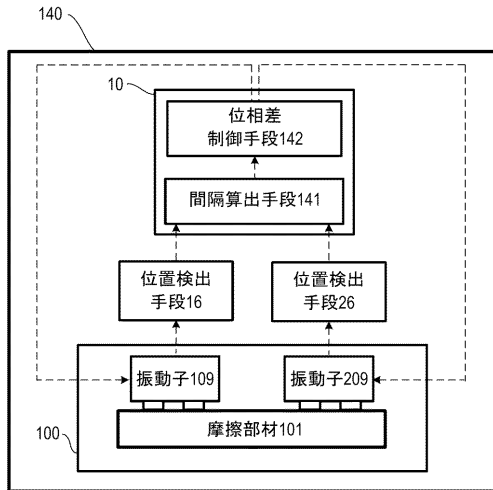 140
10
位相差
制御手段142
間隔算出手段141
位置検出
手段16
位置検出
手段26
振動子109
振動子209
摩擦部材101
100